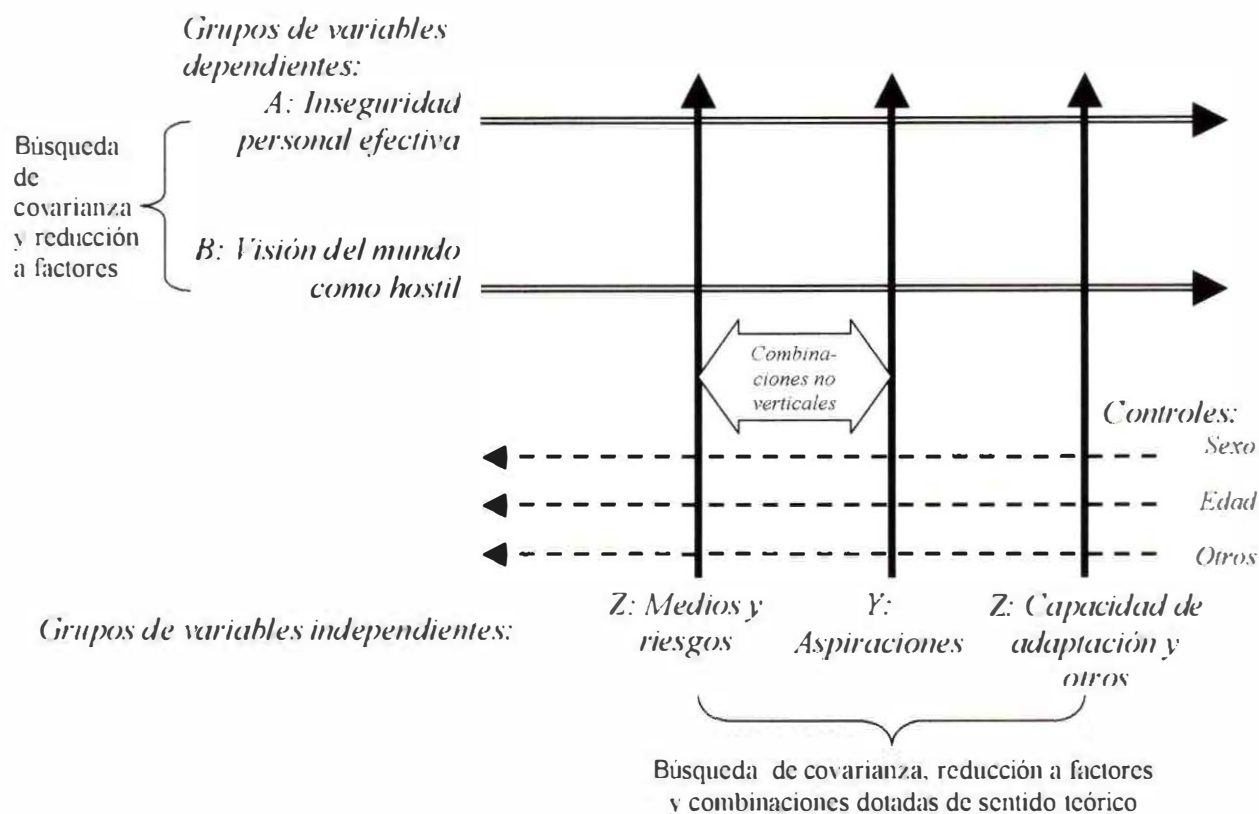 Grupos de variables
dependientes:
A: Inseguridad
personal efectiva
Búsqueda
de
covarianza
y reducción
a factores
B: Visión del mundo
como hostil
Combina-
ciones no
verticales
Controles:
Sexo
Edad
Otros
Grupos de variables independientes:
Z: Medios y
riesgos
Y:
Aspiraciones
Z: Capacidad de
adaptación y
otros
Búsqueda de covarianza, reducción a factores
y combinaciones dotadas de sentido teórico